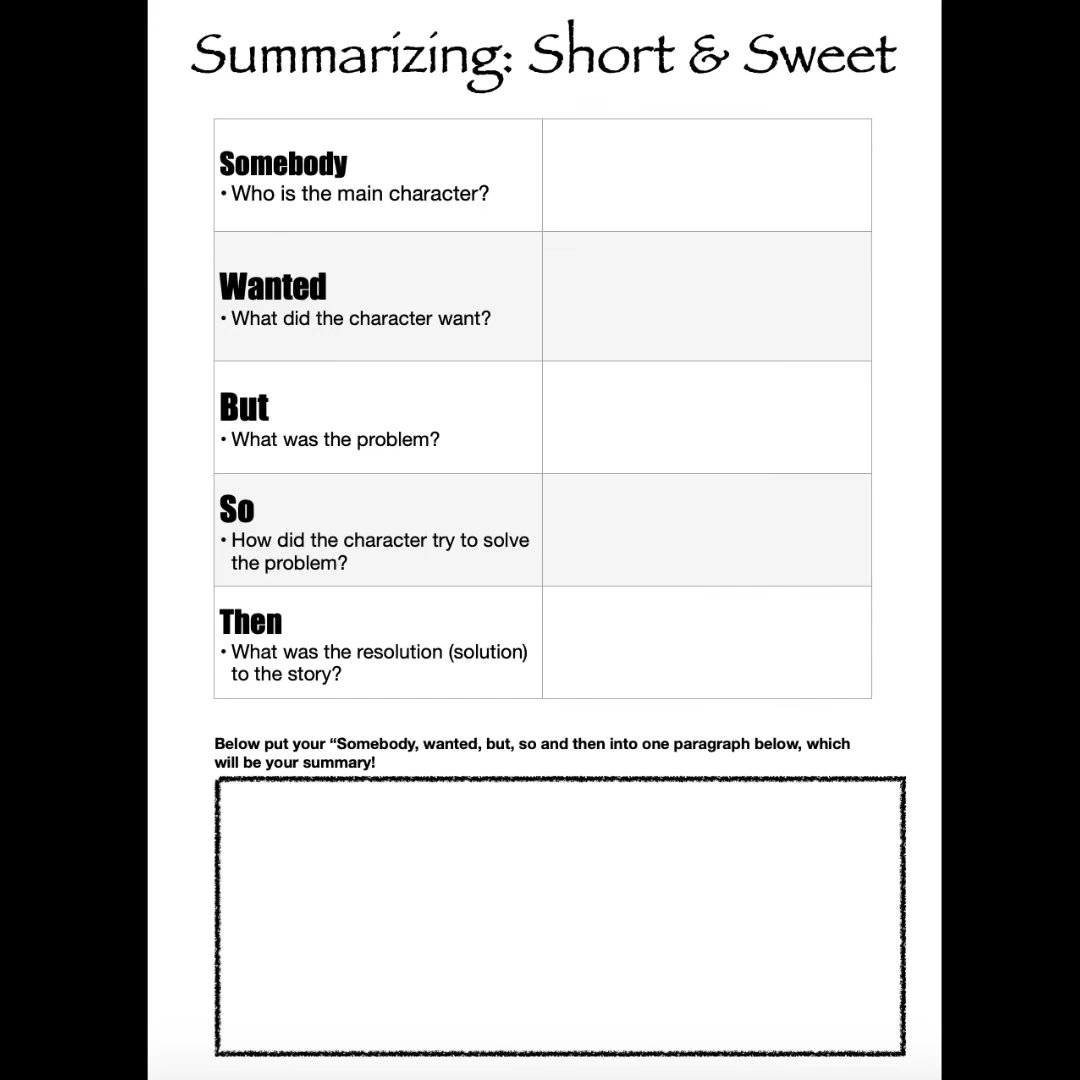 Summarizing: Short & Sweet
Somebody
• Who is the main character?
Wanted
• What did the character want?
But
• What was the problem?
So
• How did the character try to solve
the problem?
Then
• What was the resolution (solution)
to the story?
Below put your “Somebody, wanted, but, so and then into one paragraph below, which
will be your summary!